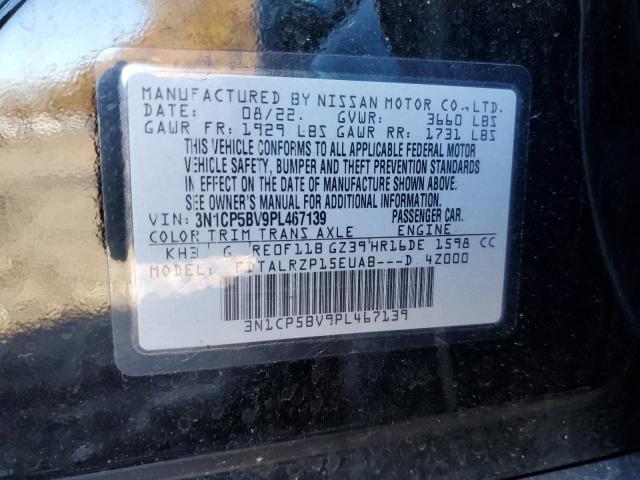 MANUFACTURED BY NISSAN MOTOR CO., LTD.
DATE: 08/22. GVWR: 3660 LBS
GAWR FR: 1929 LBS GAWR RR: 1731 LBS
THIS VEHICLE CONFORMS TO ALL APPLICABLE FEDERAL MOTOR
VEHICLE SAFETY, BUMPER AND THEFT PREVENTION STANDARDS
IN EFFECT ON THE DATE OF MANUFACTURE SHOWN ABOVE.
SEE OWNER'S MANUAL FOR ADDITIONAL INFORMATION.
VIN: 3N1CP5BV9PL467139 PASSENGER CAR.
COLOR TRIM TRANS AXLE ENGINE
KH3 G RE0F11B GZ39 HR16DE 1598 CC
MODEL: FDTALRZP15EUAB---D 4Z000
3N1CP5BV9PL467139